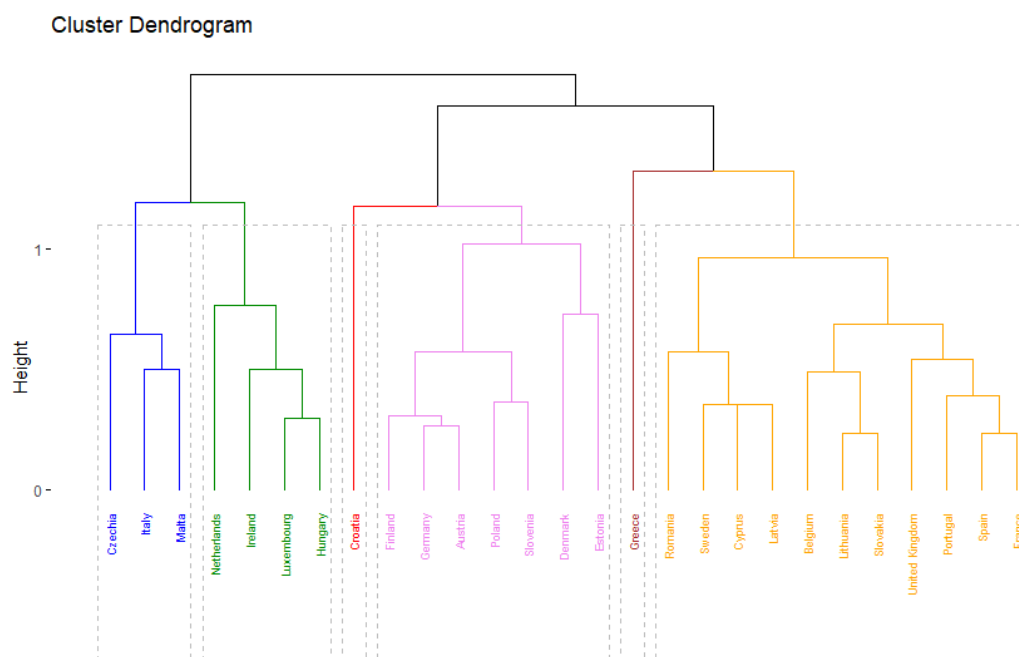 Cluster Dendrogram
Height
1
0
Czechia
Italy
Malta
Netherlands
Ireland
Luxembourg
Hungary
Croatia
Finland
Germany
Austria
Poland
Slovenia
Denmark
Estonia
Greece
Romania
Sweden
Cyprus
Latvia
Belgium
Lithuania
Slovakia
United Kingdom
Portugal
Spain
France